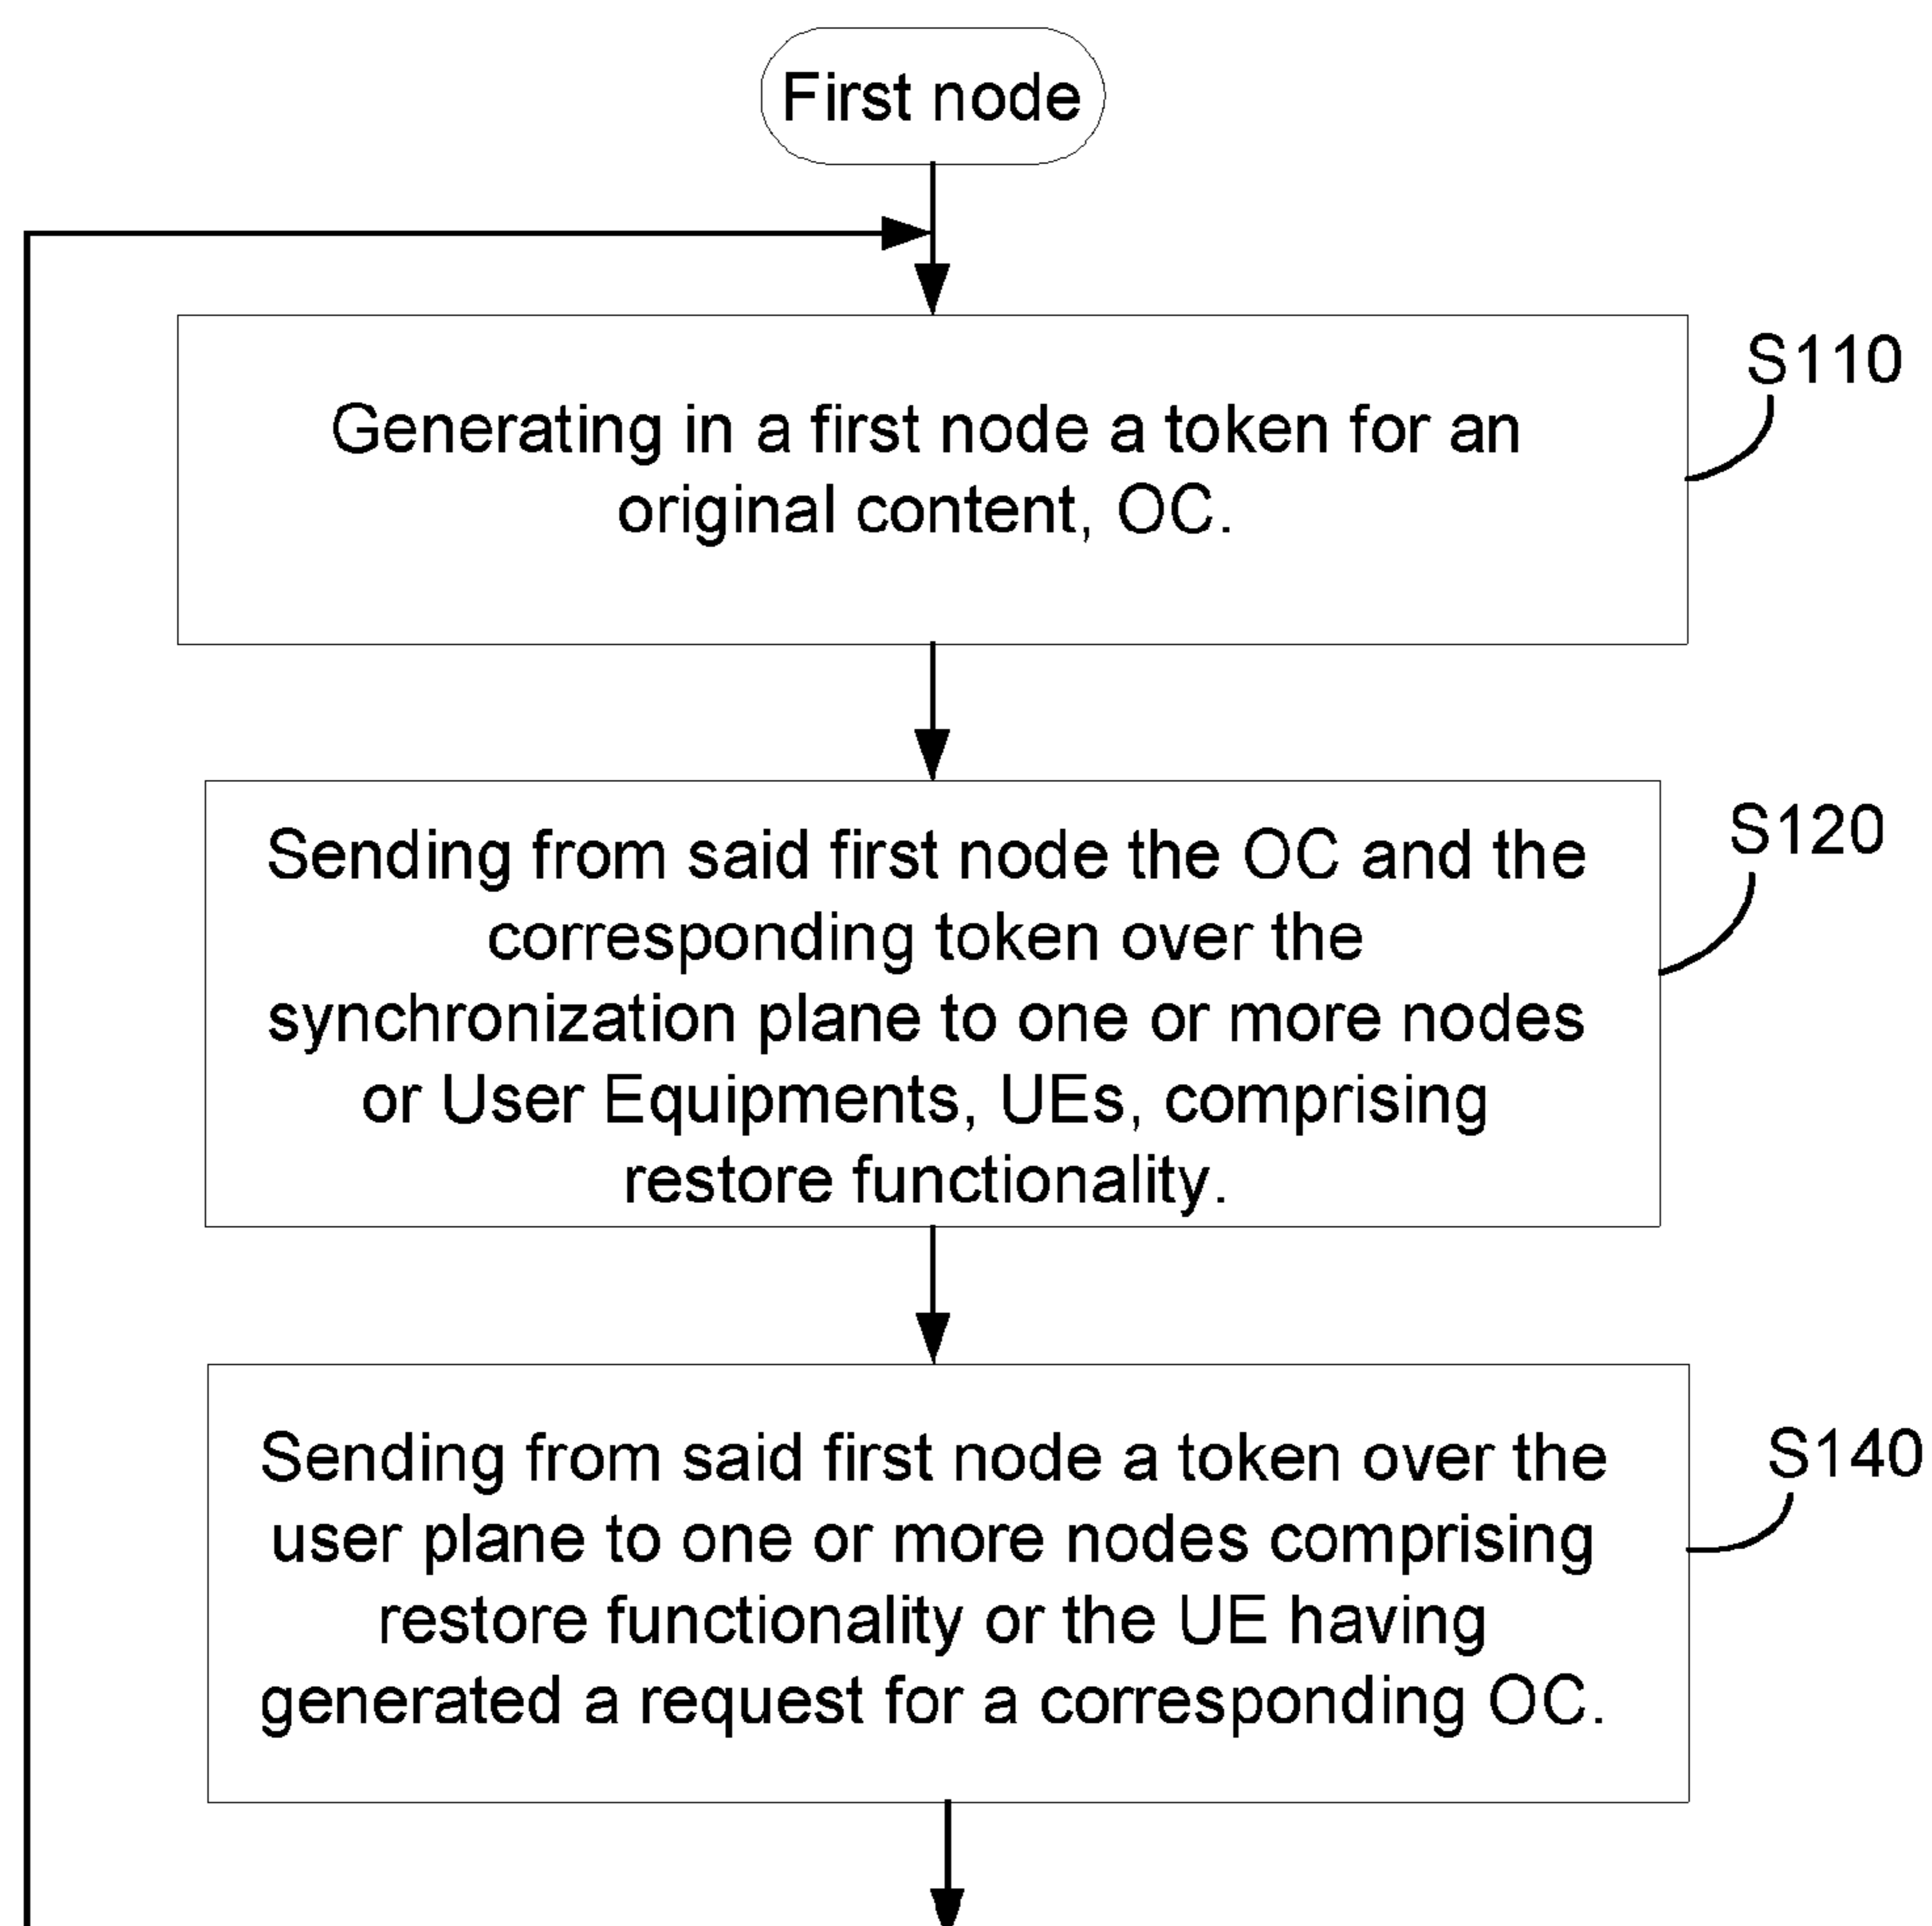 First node
Generating in a first node a token for an
original content, OC.
S110
Sending from said first node the OC and the
corresponding token over the
synchronization plane to one or more nodes
or User Equipments, UEs, comprising
restore functionality.
S120
Sending from said first node a token over the
user plane to one or more nodes comprising
restore functionality or the UE having
generated a request for a corresponding OC.
S140